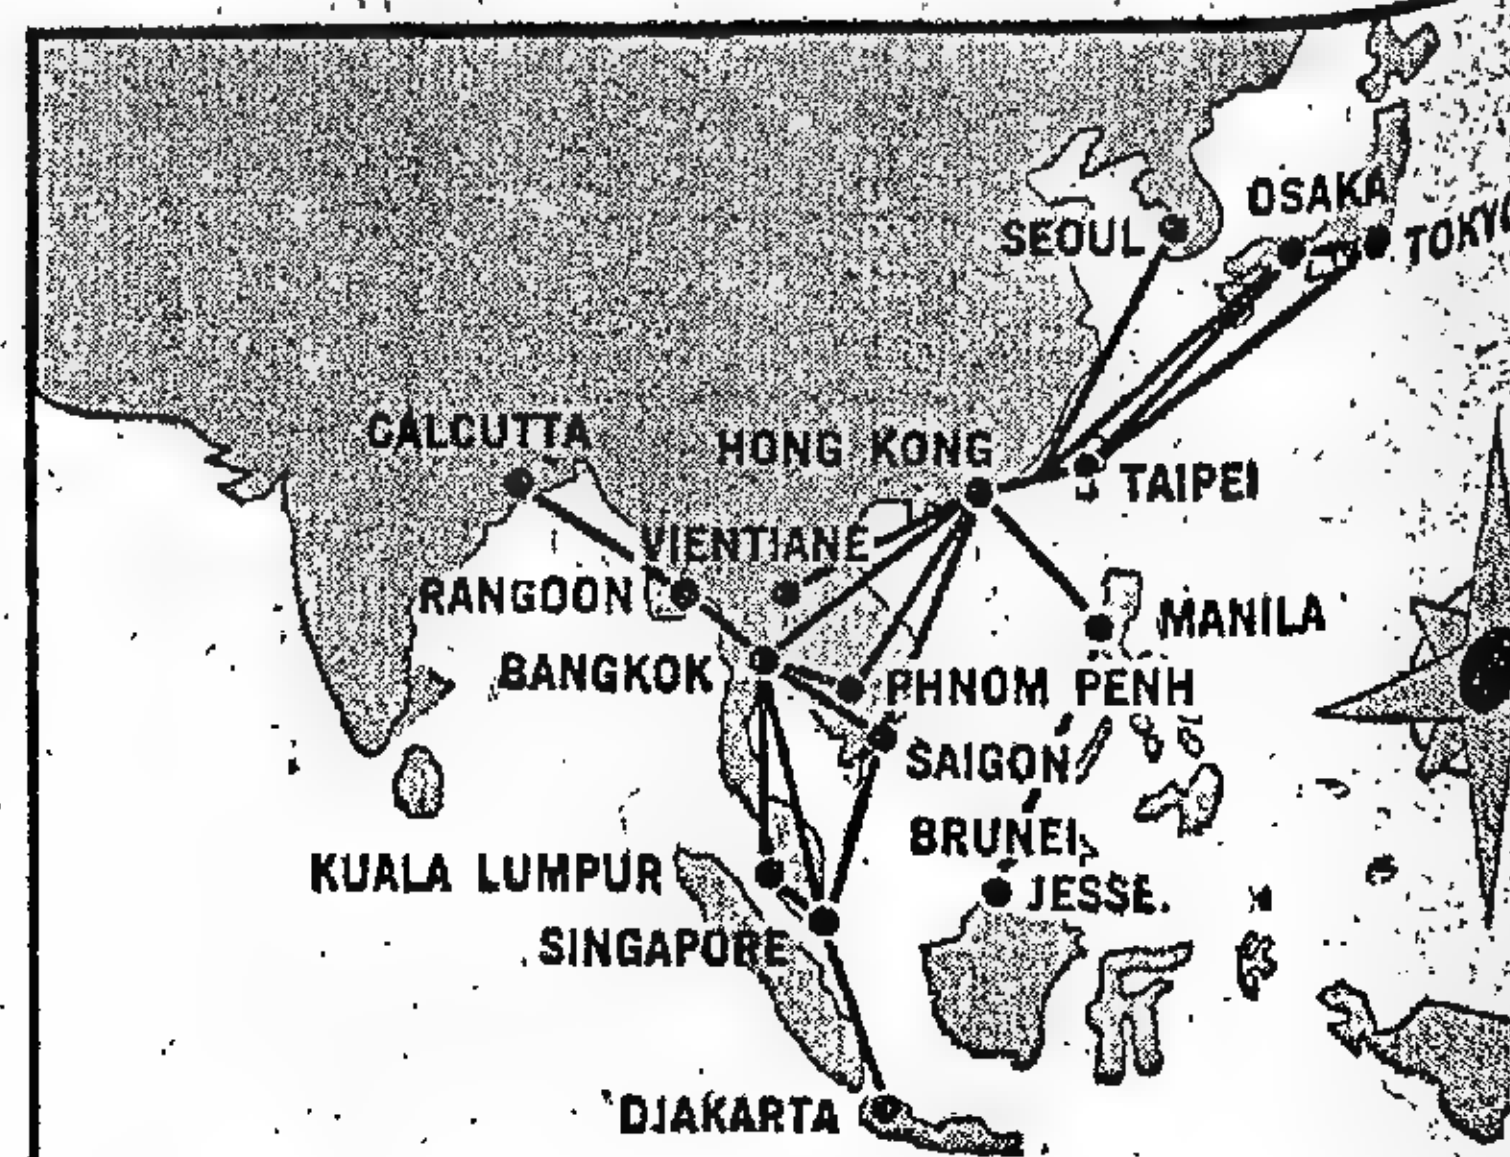 OSAKA
SEOUL
TOKYO
CALCUTTA
HONG KONG
TAIPEI
VIENTIANE
RANGOON
MANILA
BANGKOK
PHNOM PENH
SAIGON
BRUNEI
KUALA LUMPUR
JESSE.
SINGAPORE
DJAKARTA